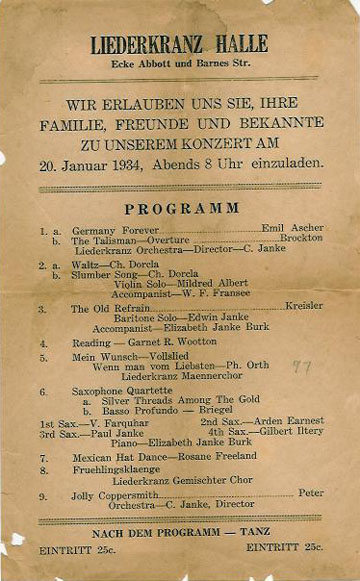 LIEDERKRANZ HALLE
Ecke Abbott und Barnes Str.
WIR ERLAUBEN UNS SIE, IHRE
FAMILIE, FREUNDE UND BEKANNTE
ZU UNSEREM KONZERT AM
20. Januar 1934, Abends 8 Uhr einzuladen.
PROGRAMM
1. a. Germany Forever Emil Ascher
b. The Talisman—Overture Brockton
Liederkranz Orchestra—Director—C. Janke
2. a. Waltz—Ch. Dorcla
b. Slumber Song—Ch. Dorcla
Violin Solo—Mildred Albert
Accompanist—W. F. Fransee
3. The Old Refrain Kreisler
Baritone Solo—Edwin Janke
Accompanist—Elizabeth Janke Burk
4. Reading — Garnet R. Wootton
5. Mein Wunsch—Vollslied
Wenn man vom Liebsten—Ph. Orth
Liederkranz Maennerchor
97
6. Saxophone Quartette
a. Silver Threads Among The Gold
b. Basso Profundo — Briegel
1st Sax.—V. Farquhar 2nd Sax.—Arden Earnest
3rd Sax.—Paul Janke 4th Sax.—Gilbert Iltery
Piano—Elizabeth Janke Burk
7. Mexican Hat Dance—Rosane Freeland
8. Fruehlingsklaenge
Liederkranz Gemischter Chor
9. Jolly Coppersmith Peter
Orchestra—C. Janke, Director
NACH DEM PROGRAMM — TANZ
EINTRITT 25c. EINTRITT 25c.